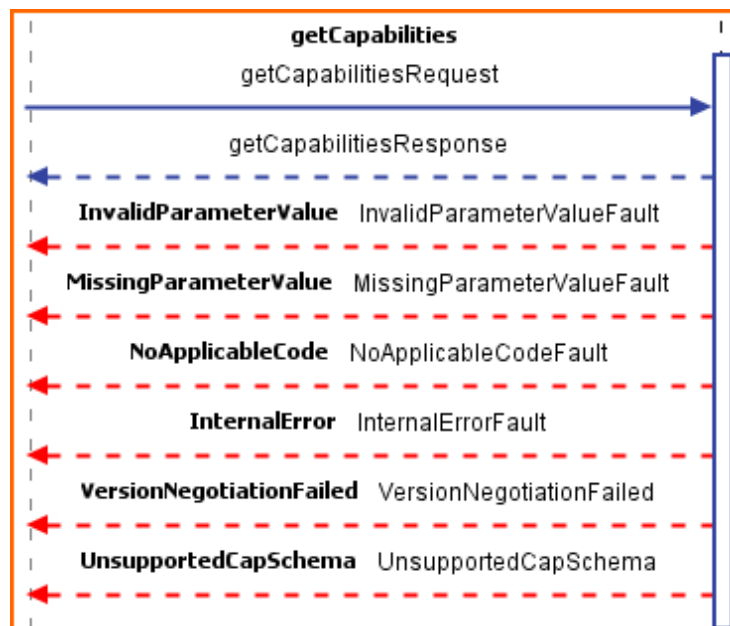 getCapabilities
getCapabilitiesRequest
getCapabilitiesResponse
InvalidParameterValue InvalidParameterValueFault
MissingParameterValue MissingParameterValueFault
NoApplicableCode NoApplicableCodeFault
InternalError InternalErrorFault
VersionNegotiationFailed VersionNegotiationFailed
UnsupportedCapSchema UnsupportedCapSchema